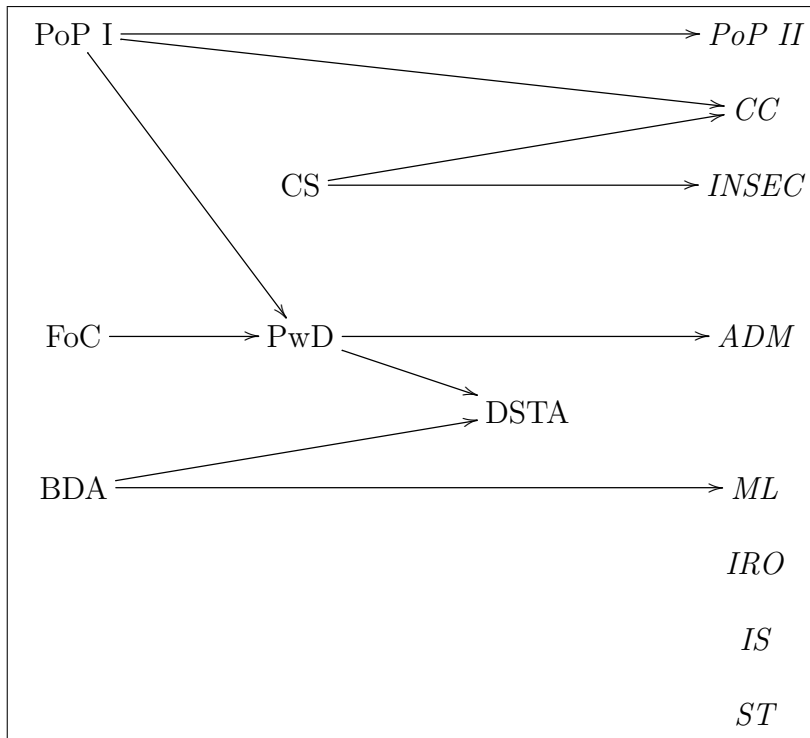 PoP I
PoP II
CC
CS
INSEC
FoC
PwD
ADM
DSTA
BDA
ML
IRO
IS
ST